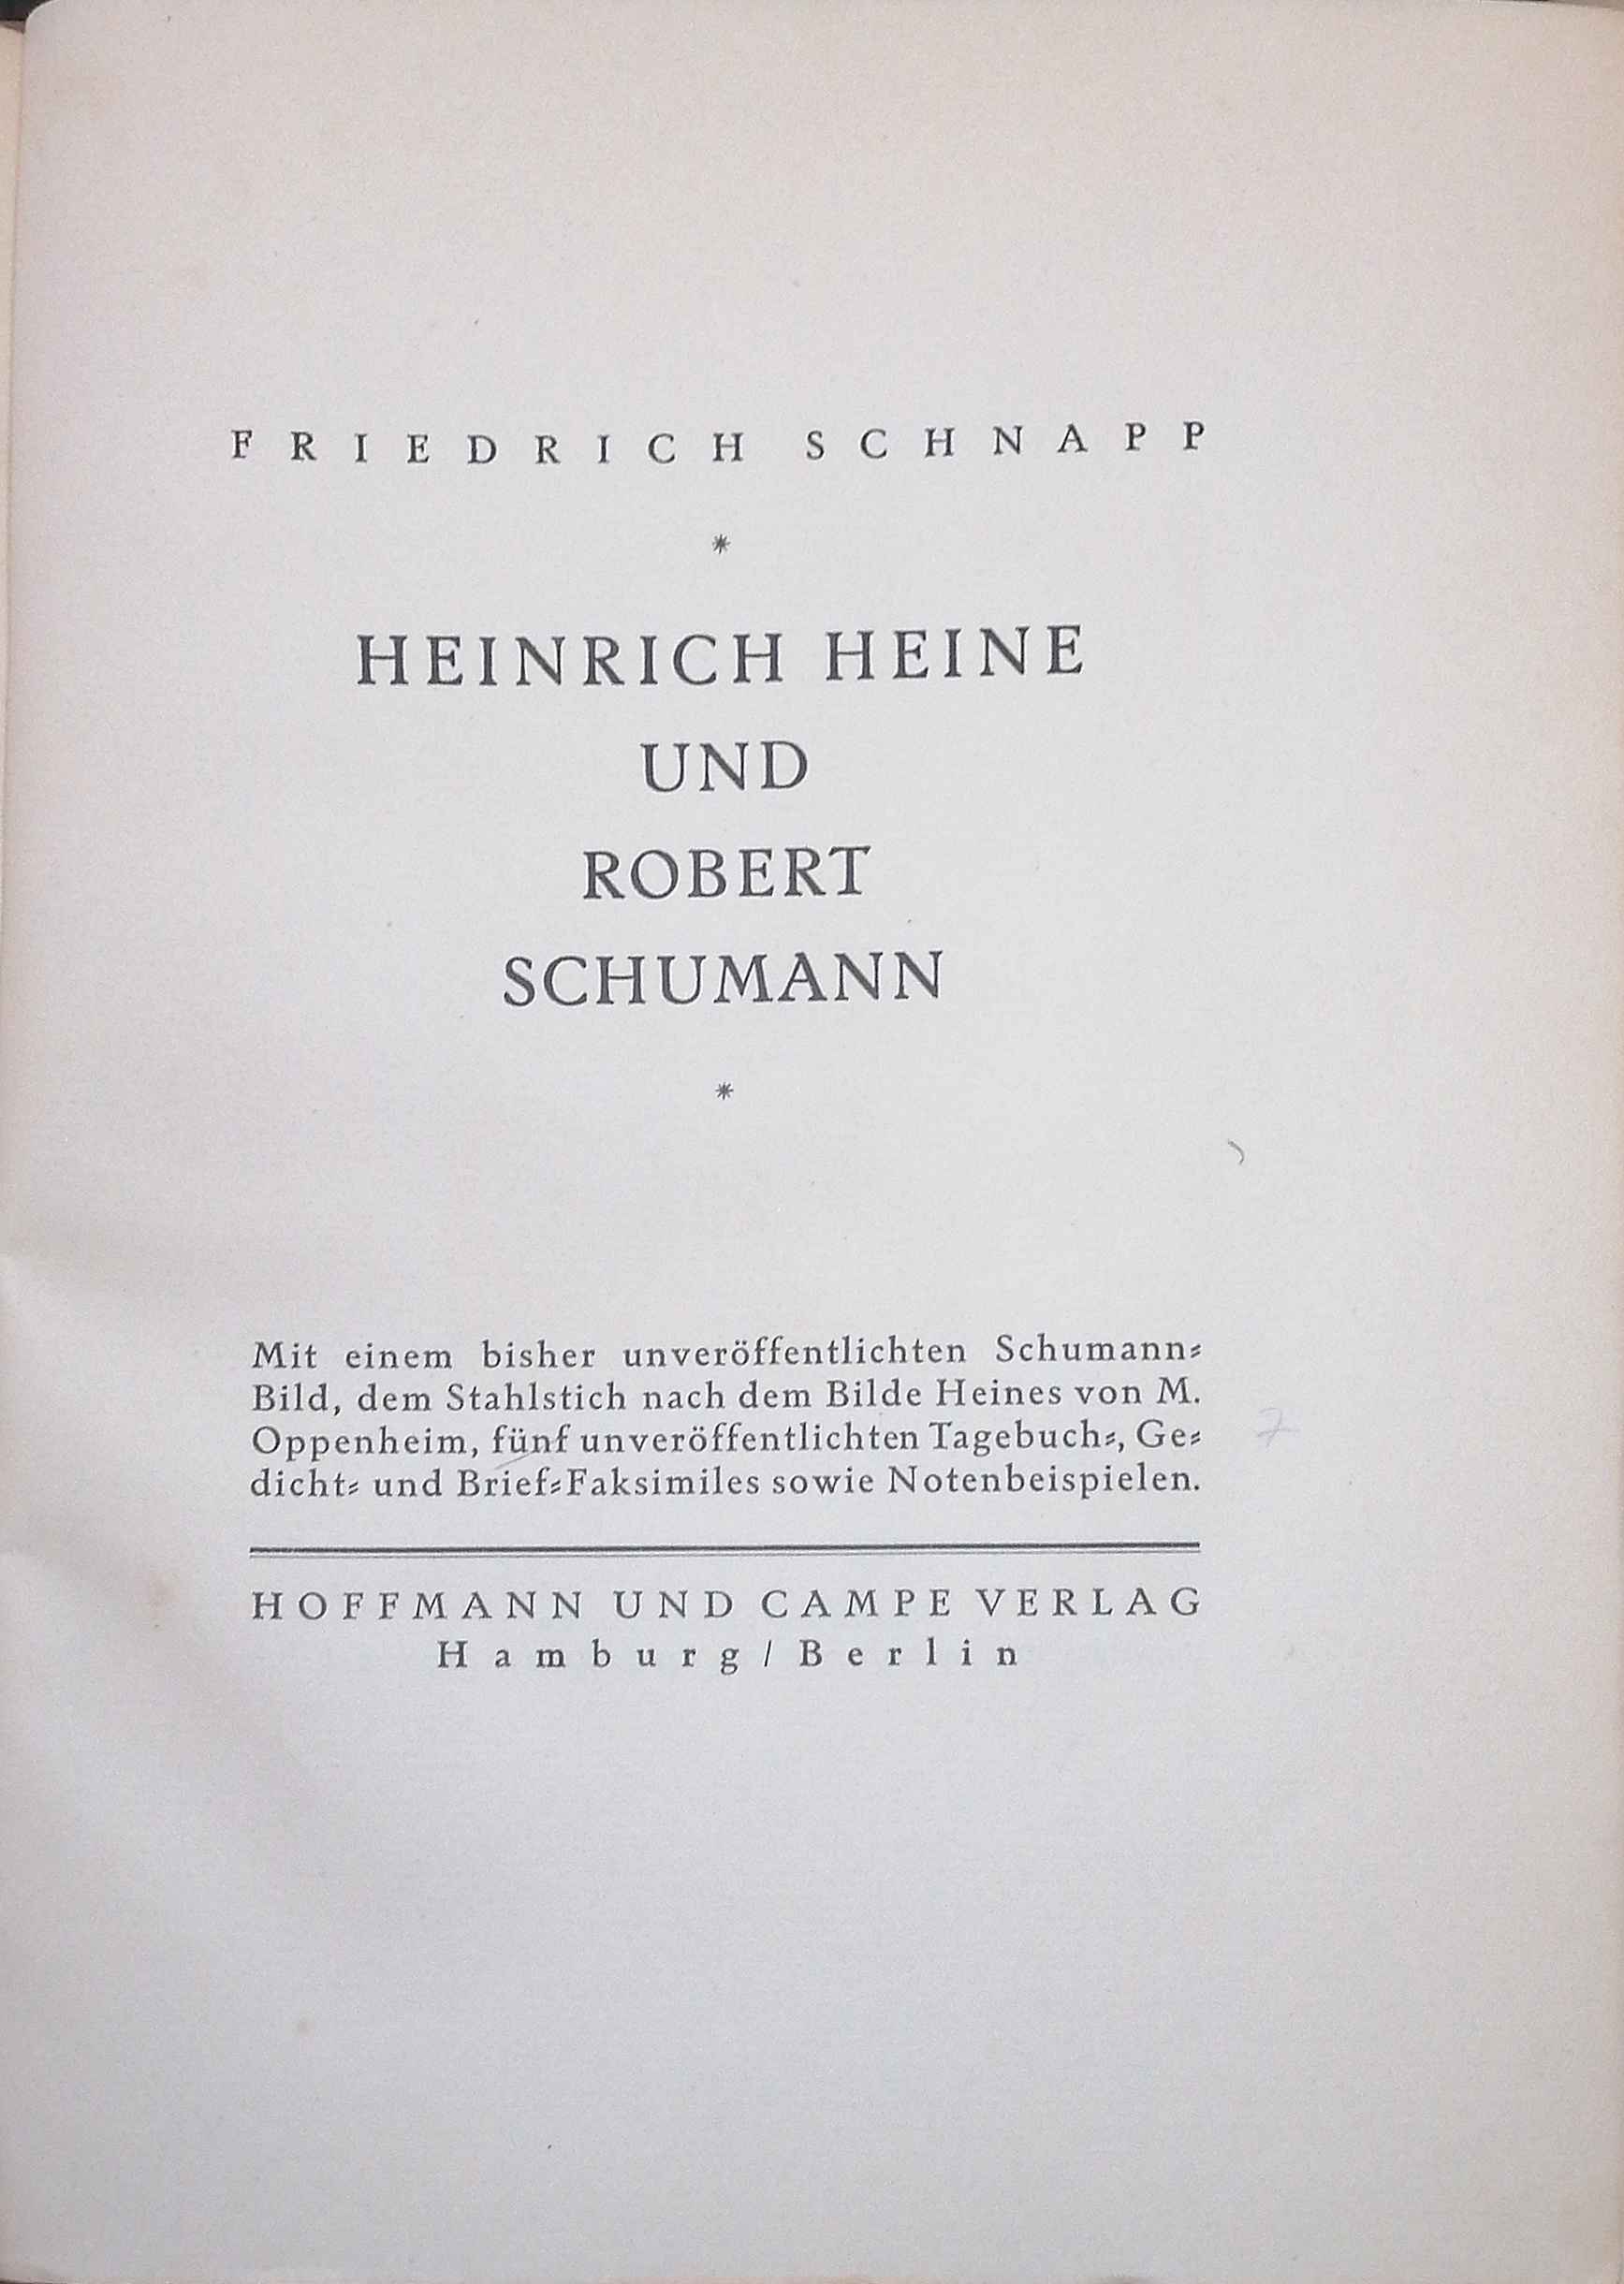 FRIEDRICH SCHNAPP
*
HEINRICH HEINE
UND
ROBERT
SCHUMANN
*
Mit einem bisher unveröffentlichten Schumann⸗
Bild, dem Stahlstich nach dem Bilde Heines von M.
Oppenheim, fünf unveröffentlichten Tagebuch⸗, Ge⸗
dicht⸗ und Brief⸗Faksimiles sowie Notenbeispielen.
HOFFMANN UND CAMPE VERLAG
Hamburg / Berlin